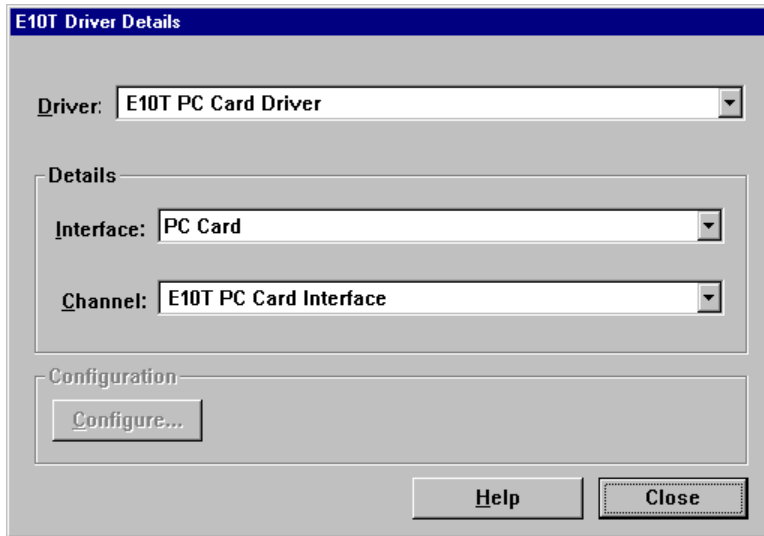 E10T Driver Details
Driver: E10T PC Card Driver
Details
Interface: PC Card
Channel: E10T PC Card Interface
Configuration
Configure...
Help Close